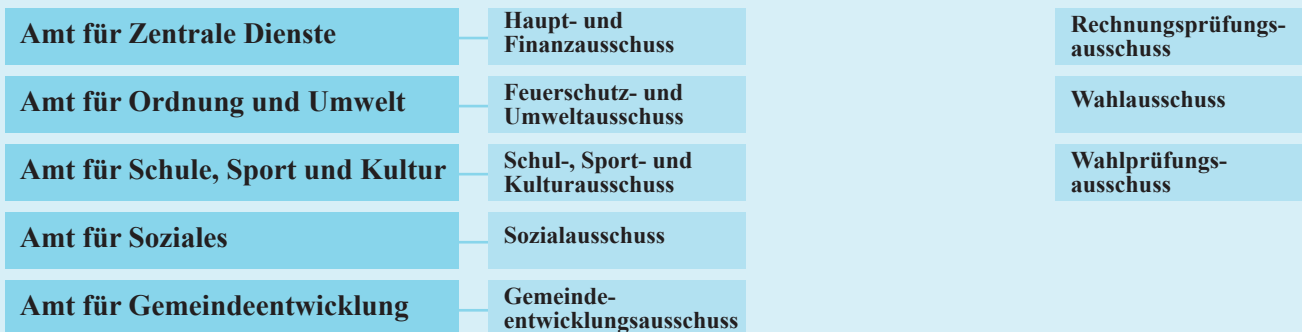 Amt für Zentrale Dienste
Haupt- und
Finanzausschuss
Rechnungsprüfungs-
ausschuss
Amt für Ordnung und Umwelt
Feuerschutz- und
Umweltausschuss
Wahlausschuss
Amt für Schule, Sport und Kultur
Schul-, Sport- und
Kulturausschuss
Wahlprüfungs-
ausschuss
Amt für Soziales
Sozialausschuss
Amt für Gemeindeentwicklung
Gemeinde-
entwicklungsausschuss